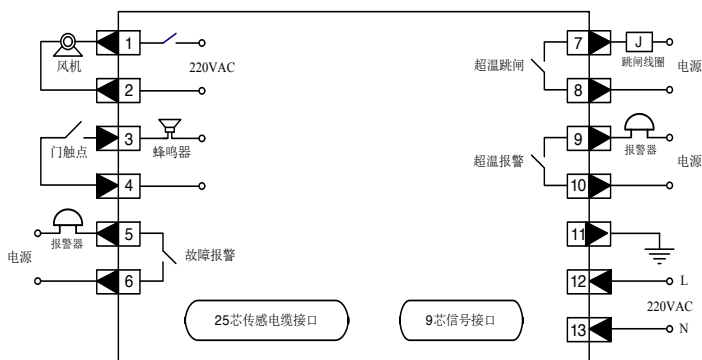 1
风机
220VAC
2
3
门触点
蜂鸣器
4
5
报警器
电源
故障报警
6
25芯传感电缆接口
9芯信号接口
7
J
跳闸线圈
电源
超温跳闸
8
9
报警器
电源
超温报警
10
11
12
L
220VAC
13
N